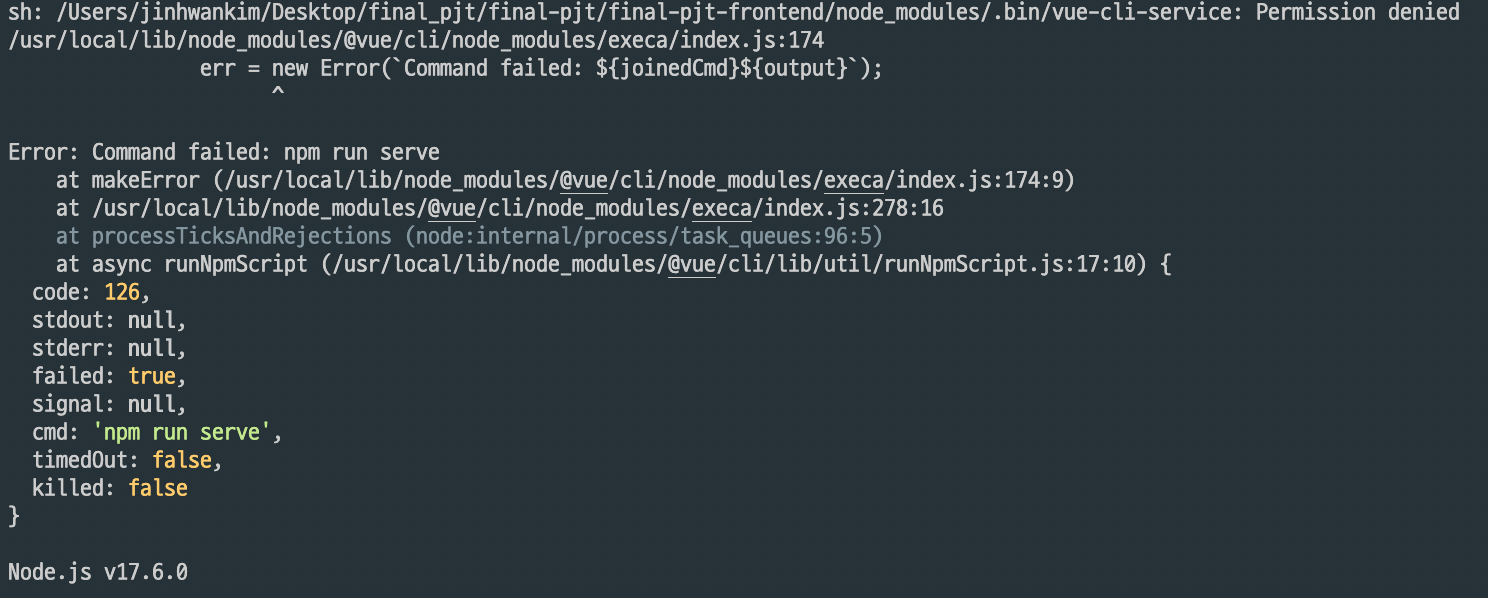 sh: /Users/jinhwankim/Desktop/final_pjt/final-pjt/final-pjt-frontend/node_modules/.bin/vue-cli-service: Permission denied
/usr/local/lib/node_modules/@vue/cli/node_modules/execa/index.js:174
                err = new Error(`Command failed: ${joinedCmd}${output}`);
                      ^

Error: Command failed: npm run serve
    at makeError (/usr/local/lib/node_modules/@vue/cli/node_modules/execa/index.js:174:9)
    at /usr/local/lib/node_modules/@vue/cli/node_modules/execa/index.js:278:16
    at processTicksAndRejections (node:internal/process/task_queues:96:5)
    at async runNpmScript (/usr/local/lib/node_modules/@vue/cli/lib/util/runNpmScript.js:17:10) {
  code: 126,
  stdout: null,
  stderr: null,
  failed: true,
  signal: null,
  cmd: 'npm run serve',
  timedOut: false,
  killed: false
}

Node.js v17.6.0